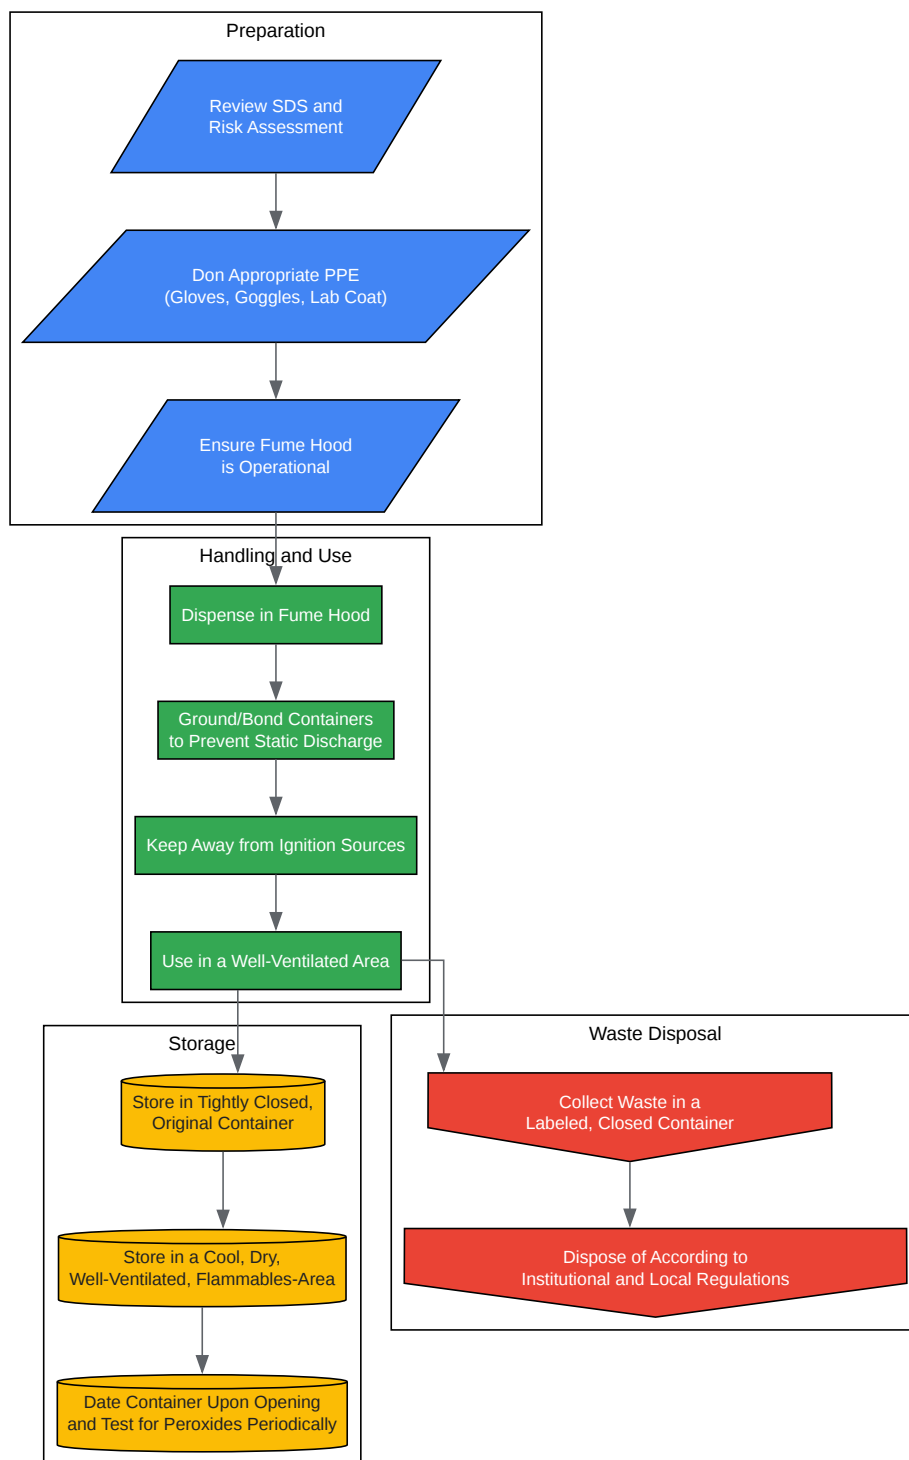 Preparation
Review SDS and
Risk Assessment
Don Appropriate PPE
(Gloves, Goggles, Lab Coat)
Ensure Fume Hood
is Operational
Handling and Use
Dispense in Fume Hood
Ground/Bond Containers
to Prevent Static Discharge
Keep Away from Ignition Sources
Use in a Well-Ventilated Area
Storage
Store in Tightly Closed,
Original Container
Store in a Cool, Dry,
Well-Ventilated, Flammables-Area
Date Container Upon Opening
and Test for Peroxides Periodically
Waste Disposal
Collect Waste in a
Labeled, Closed Container
Dispose of According to
Institutional and Local Regulations